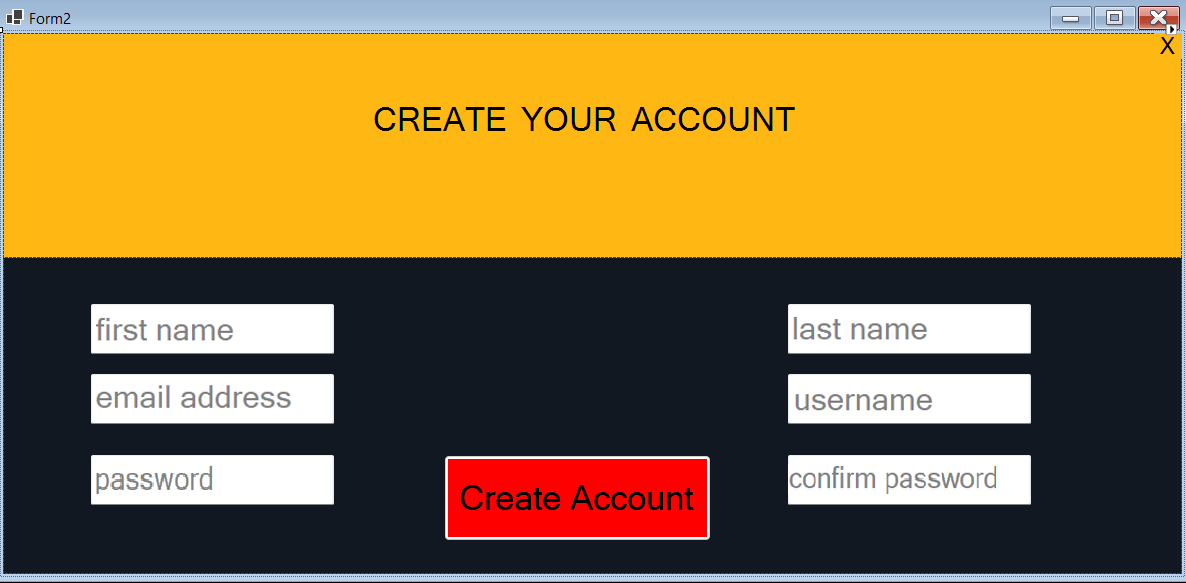 Form2
X
CREATE YOUR ACCOUNT
first name
last name
email address
username
password
confirm password
Create Account